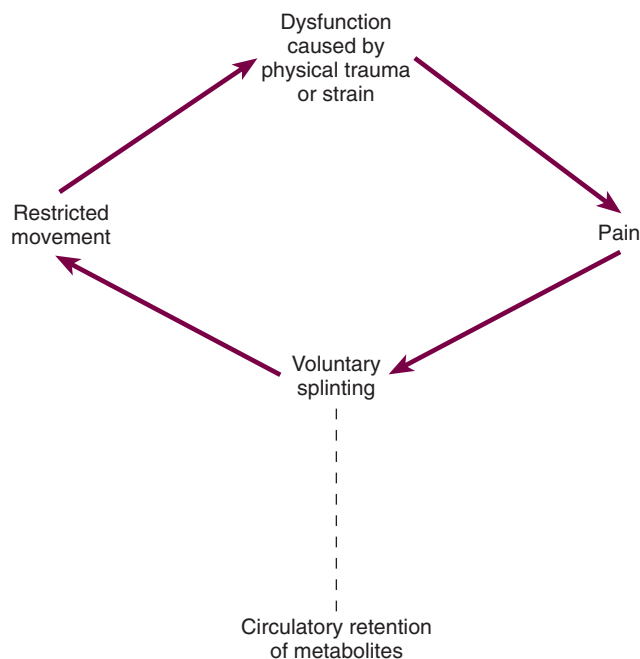 Dysfunction
caused by
physical trauma
or strain
Restricted
movement
Pain
Voluntary
splinting
Circulatory retention
of metabolites